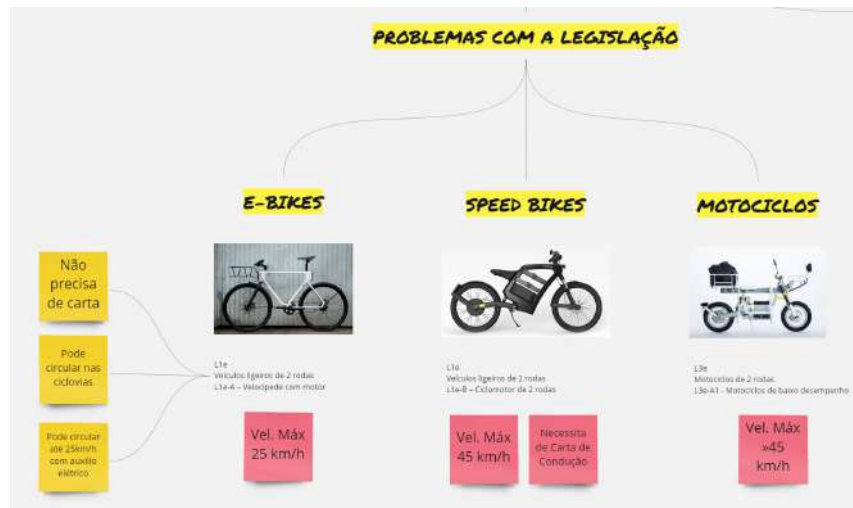 PROBLEMAS COM A LEGISLAÇÃO
E-BIKES
SPEED BIKES
MOTOCICLOS
Não
precisa
de carta
Pode
circular nas
ciclovias
Pode circular
até 25km/h
com auxilio
elétrico
L1e
Veículos ligeiros de 2 rodas
L1e-A – Velocípede com motor
Vel. Máx
25 km/h
L1e
Veículos ligeiros de 2 rodas
L1e-B – Ciclomotor de 2 rodas
Vel. Máx
45 km/h
Necessita
de Carta de
Condução
L3e
Motociclos de 2 rodas
L3e-A1 - Motociclos de baixo desempenho
Vel. Máx
»45
km/h